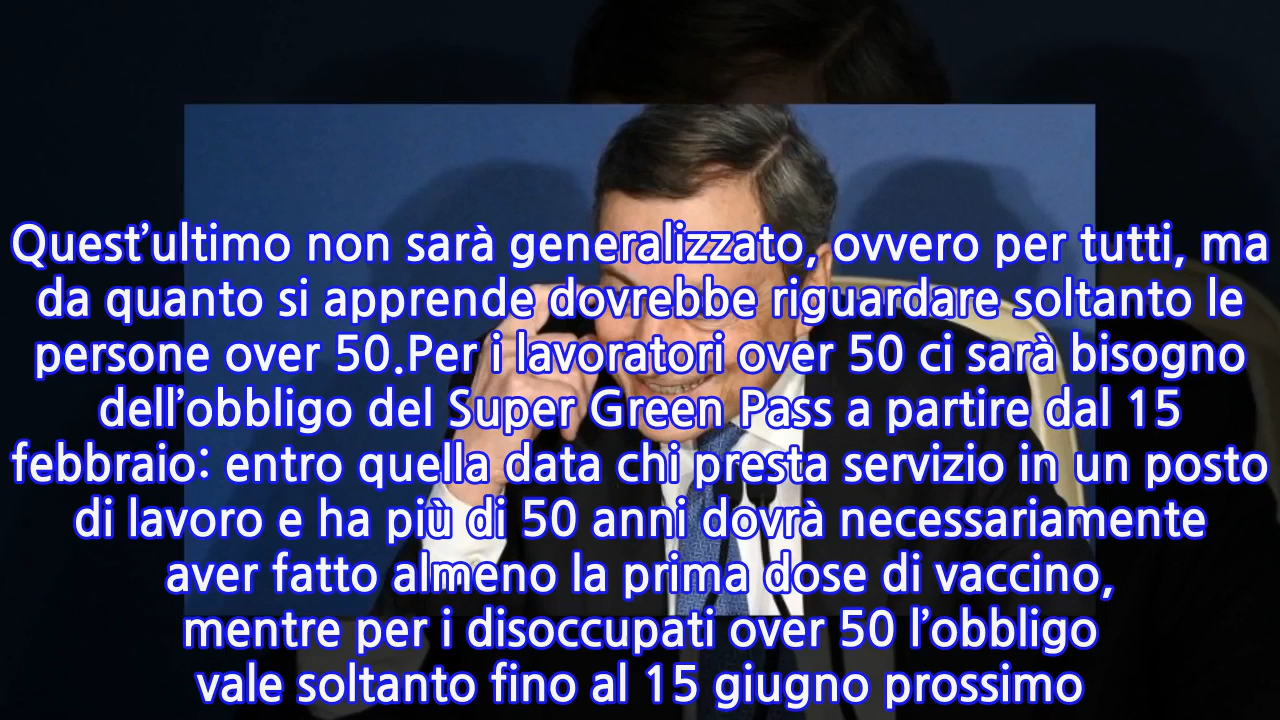 Quest'ultimo non sarà generalizzato, ovvero per tutti, ma
da quanto si apprende dovrebbe riguardare soltanto le
persone over 50.Per i lavoratori over 50 ci sarà bisogno
dell'obbligo del Super Green Pass a partire dal 15
febbraio: entro quella data chi presta servizio in un posto
di lavoro e ha più di 50 anni dovrà necessariamente
aver fatto almeno la prima dose di vaccino,
mentre per i disoccupati over 50 l'obbligo
vale soltanto fino al 15 giugno prossimo